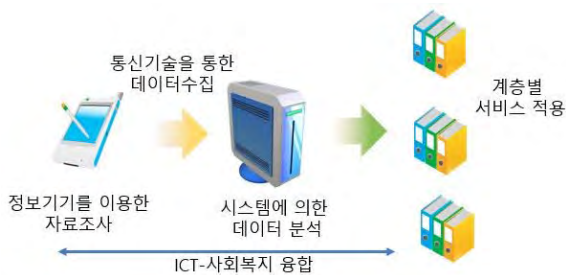 통신기술을 통한
데이터수집
계층별
서비스 적용
정보기기를 이용한
자료조사
시스템에 의한
데이터 분석
ICT-사회복지 융합